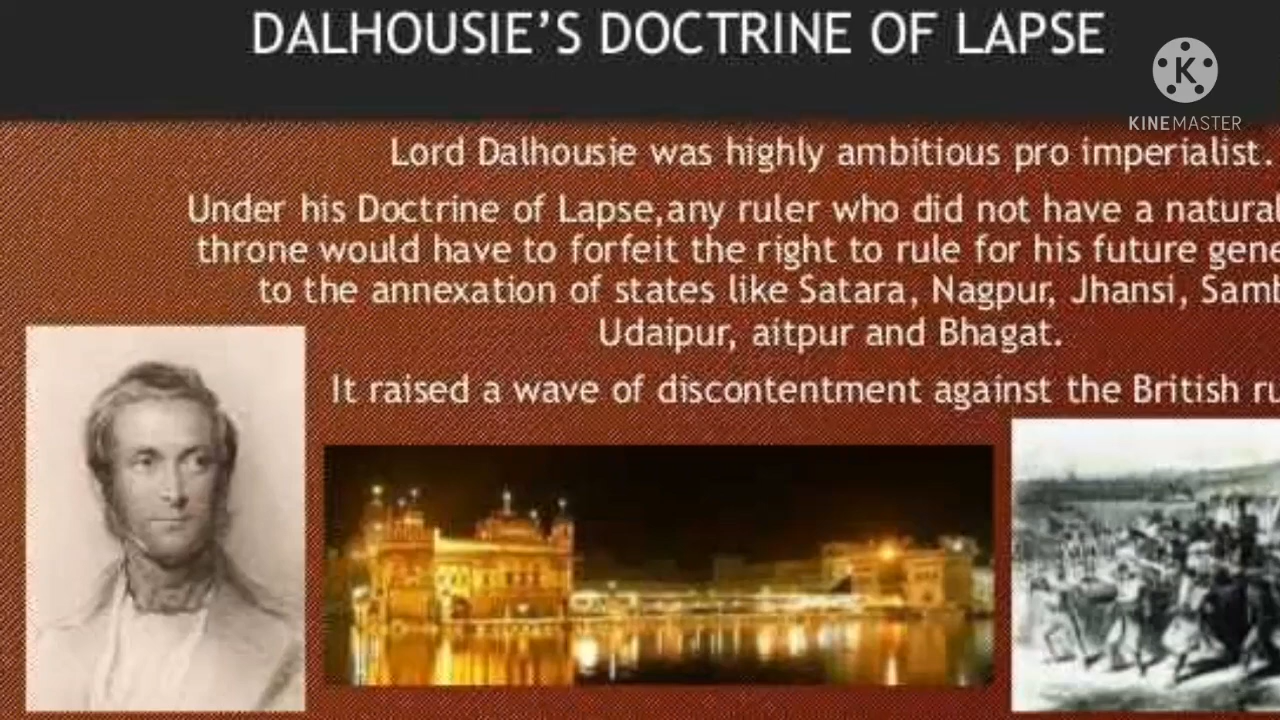 DALHOUSIE'S DOCTRINE OF LAPSE
K
KINEMASTER
Lord Dalhousie was highly ambitious pro imperialist.
Under his Doctrine of Lapse,any ruler who did not have a natural
throne would have to forfeit the right to rule for his future gene
to the annexation of states like Satara, Nagpur, Jhansi, Samb
Udaipur, aitpur and Bhagat.
It raised a wave of discontentment against the British ru